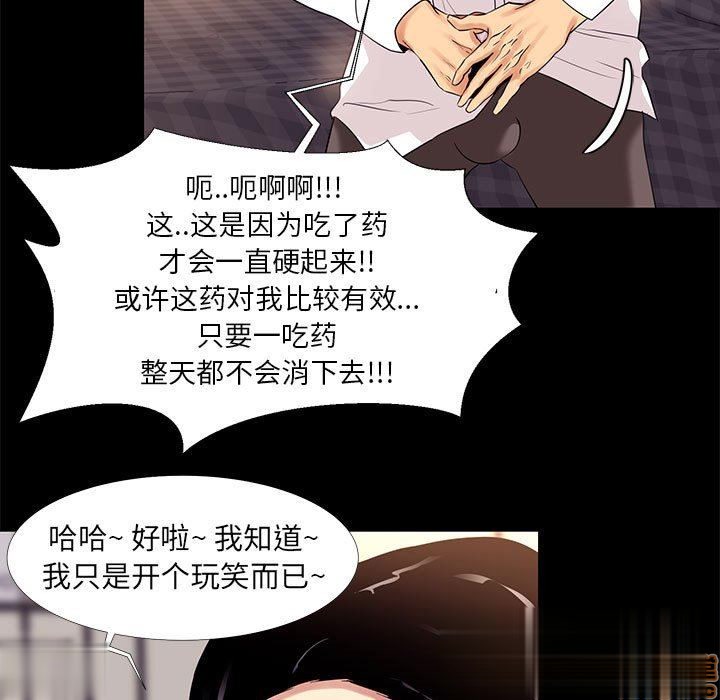 呃..呃啊啊!!!
这..这是因为吃了药
才会一直硬起来!!
或许这药对我比较有效...
只要一吃药
整天都不会消下去!!!
哈哈~ 好啦~ 我知道~
我只是开个玩笑而已~